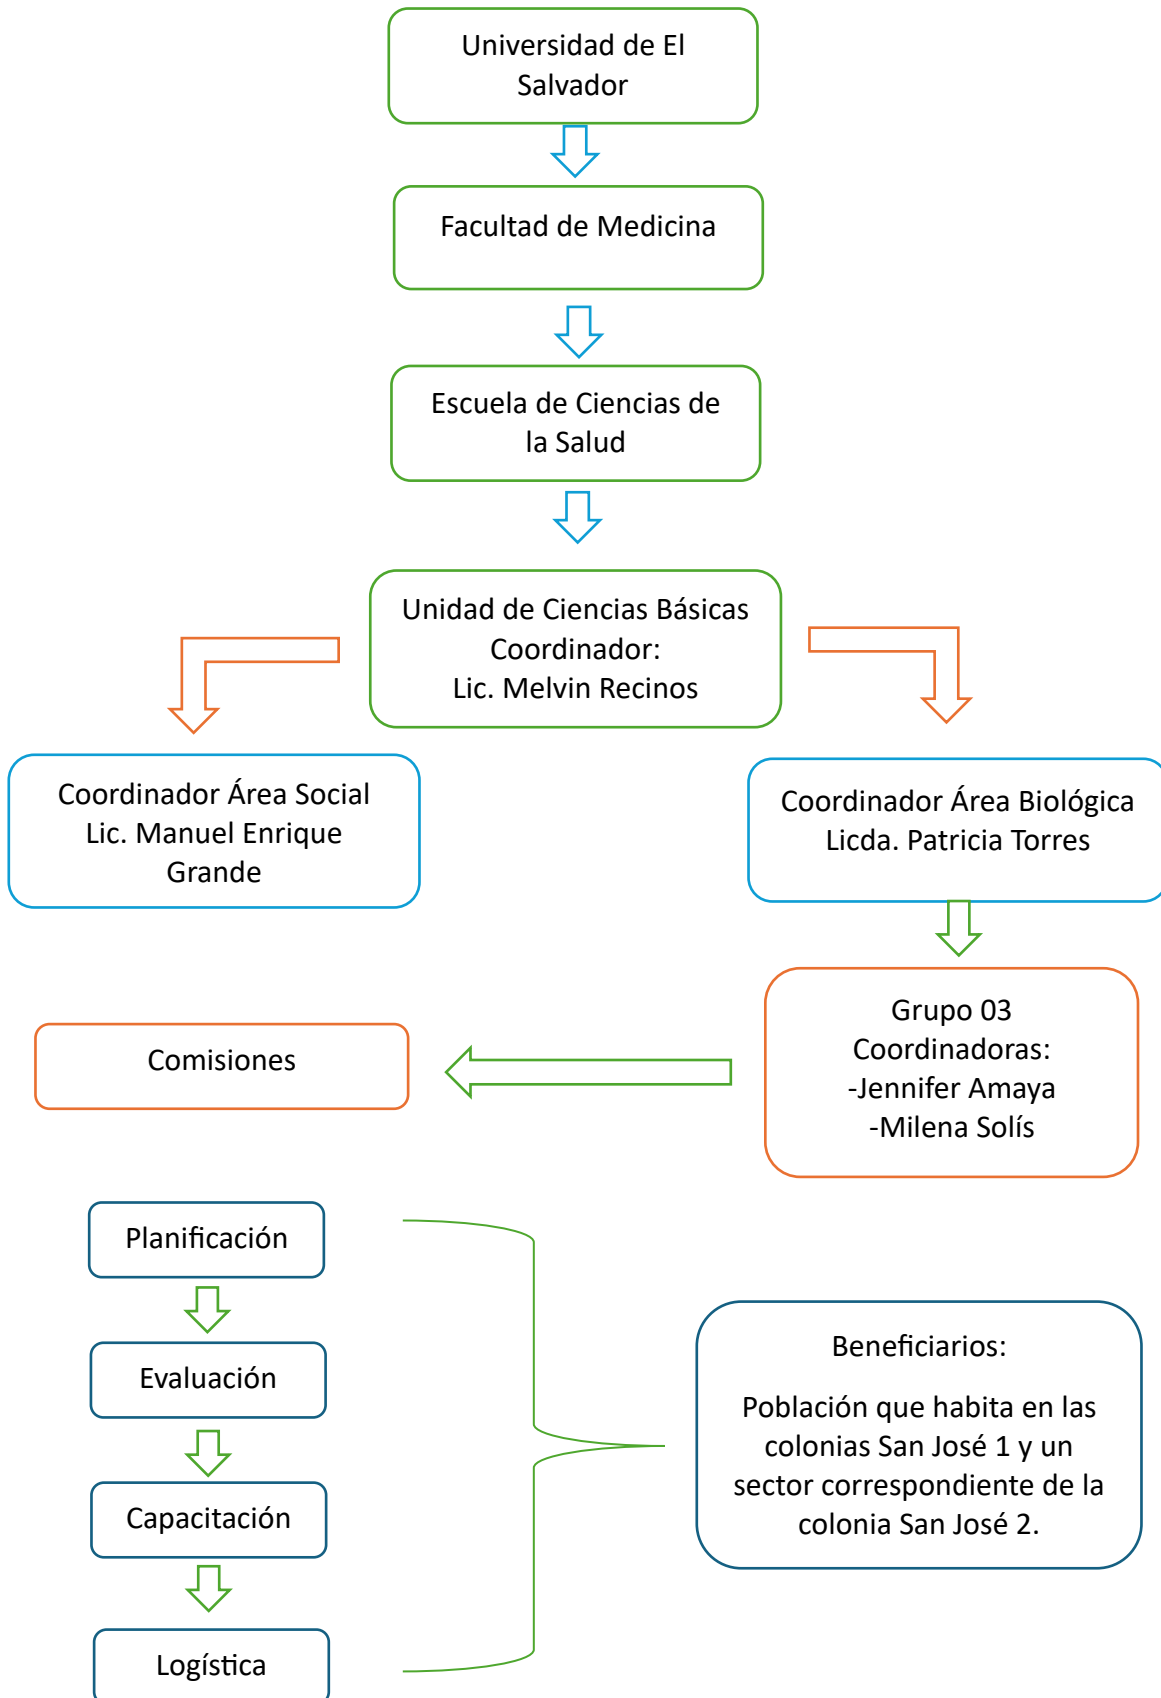 Universidad de El
Salvador
Facultad de Medicina
Escuela de Ciencias de
la Salud
Unidad de Ciencias Básicas
Coordinador:
Lic. Melvin Recinos
Coordinador Área Social
Lic. Manuel Enrique
Grande
Coordinador Área Biológica
Licda. Patricia Torres
Grupo 03
Coordinadoras:
-Jennifer Amaya
-Milena Solís
Comisiones
Planificación
Evaluación
Capacitación
Logística
Beneficiarios:
Población que habita en las
colonias San José 1 y un
sector correspondiente de la
colonia San José 2.